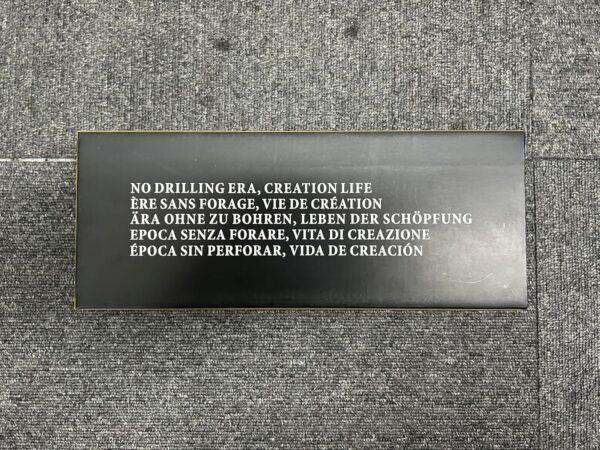 NO DRILLING ERA, CREATION LIFE
ÈRE SANS FORAGE, VIE DE CRÉATION
ÄRA OHNE ZU BOHREN, LEBEN DER SCHÖPFUNG
EPOCA SENZA FORARE, VITA DI CREAZIONE
ÉPOCA SIN PERFORAR, VIDA DE CREACIÓN